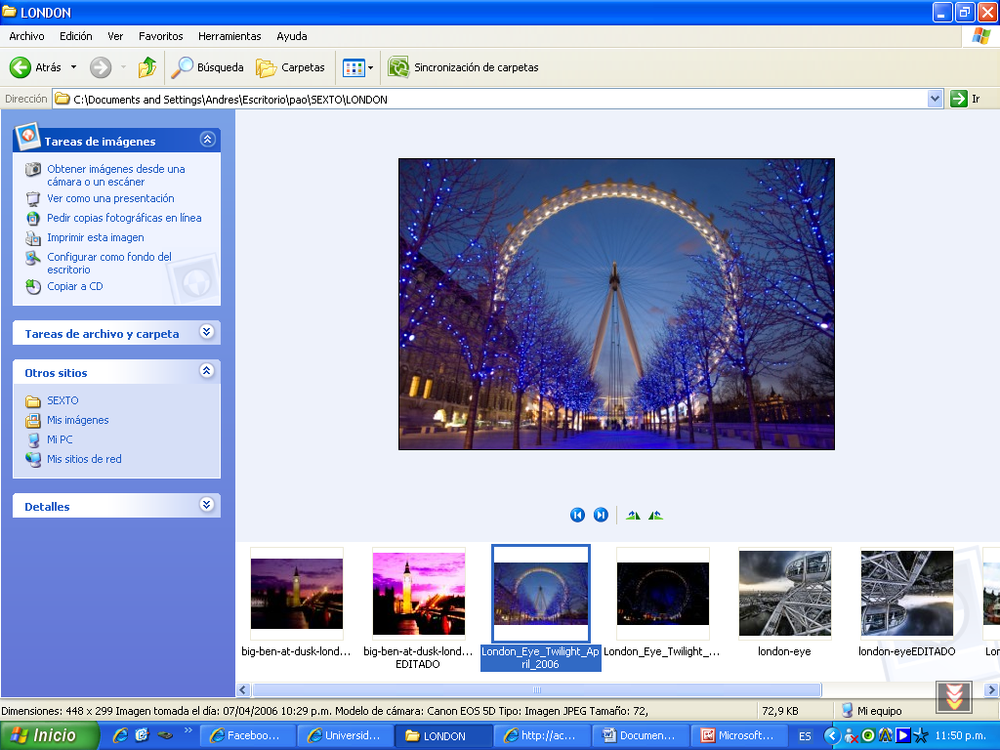 LONDON
Archivo Edición Ver Favoritos Herramientas Ayuda
Atrás Búsqueda Carpetas Sincronización de carpetas
Dirección C:\Documents and Settings\Andres\Escritorio\pao\SEXTO\LONDON Ir
Tareas de imágenes
Obtener imágenes desde una
cámara o un escáner
Ver como una presentación
Pedir copias fotográficas en línea
Imprimir esta imagen
Configurar como fondo del
escritorio
Copiar a CD
Tareas de archivo y carpeta
Otros sitios
SEXTO
Mis imágenes
Mi PC
Mis sitios de red
Detalles
big-ben-at-dusk-lond... big-ben-at-dusk-lond... London_Eye_Twilight_Ap London_Eye_Twilight_... london-eye london-eyeEDITADO Lor
EDITADO ril_2006
Dimensiones: 448 x 299 Imagen tomada el día: 07/04/2006 10:29 p.m. Modelo de cámara: Canon EOS 5D Tipo: Imagen JPEG Tamaño: 72, 72,9 KB Mi equipo
Inicio Faceboo... Universid... LONDON http://ac... Documen... Microsoft... ES 11:50 p.m.